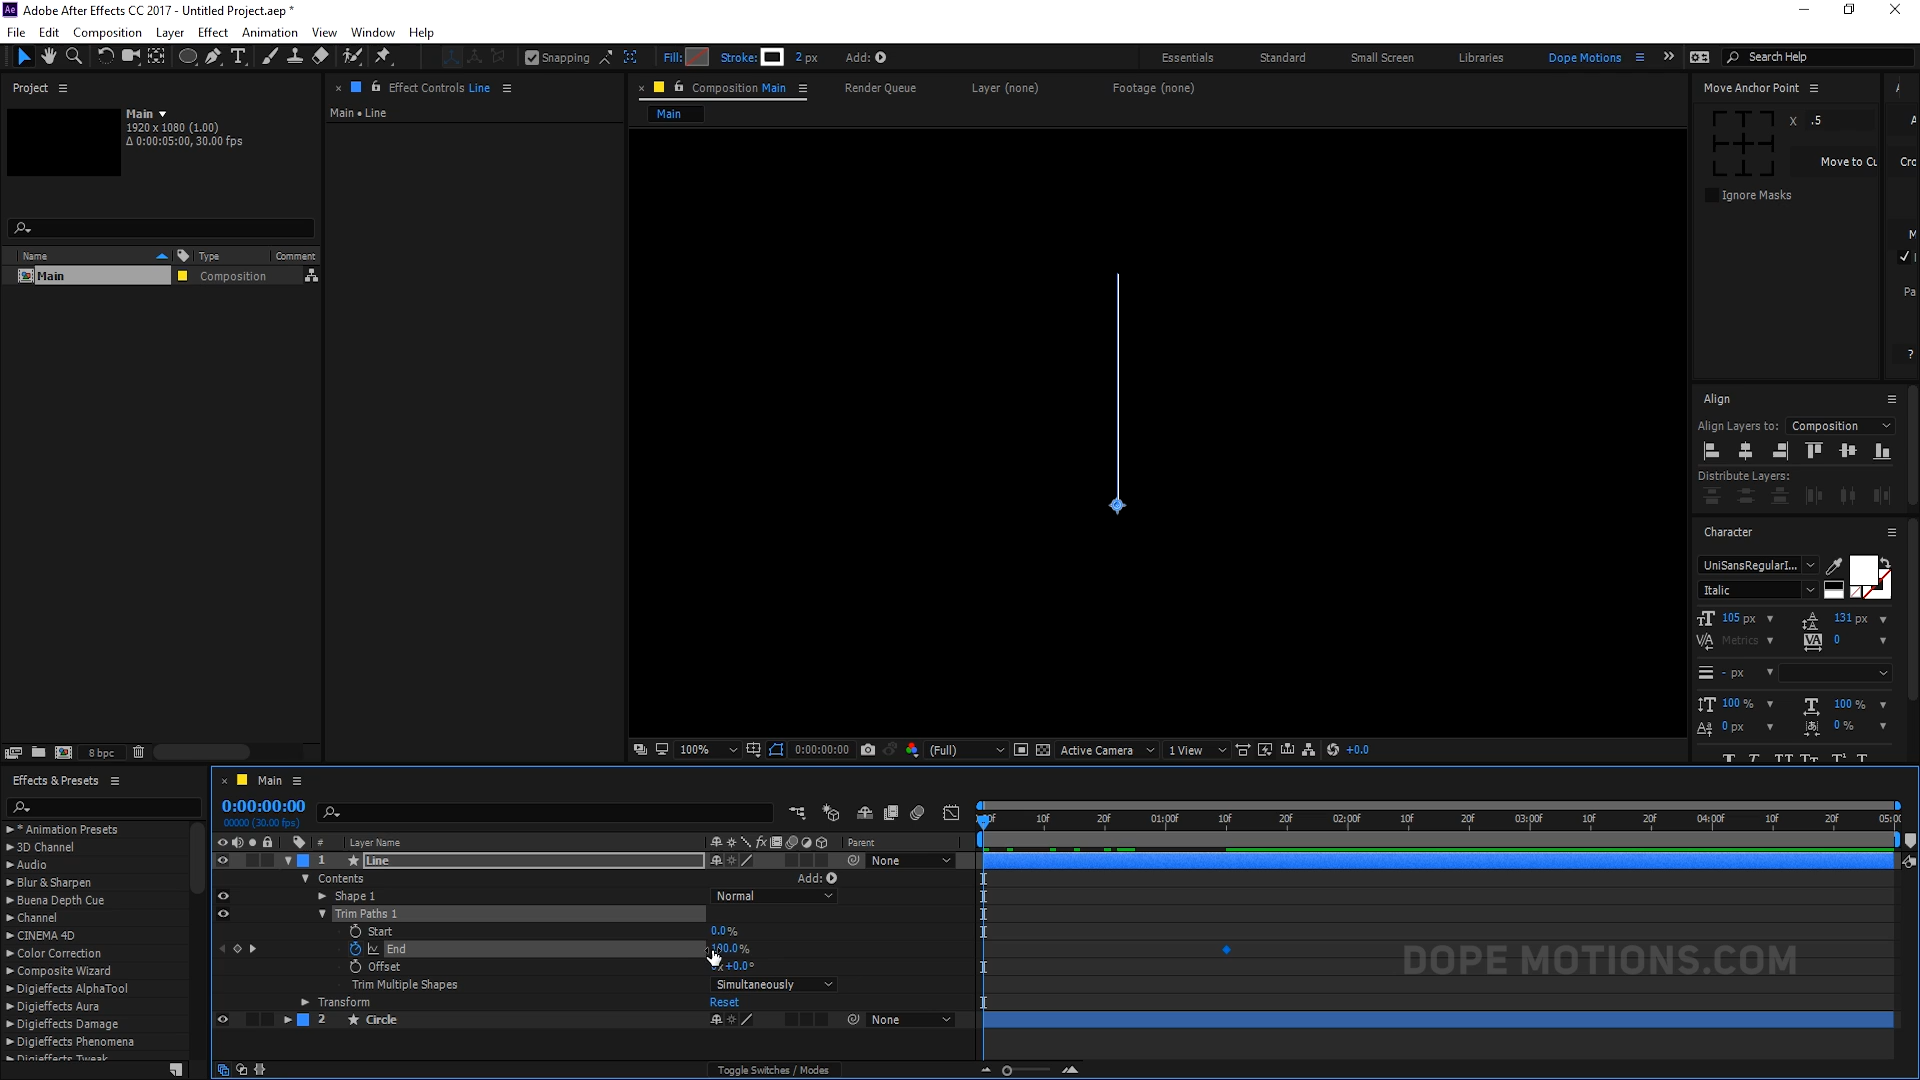 Adobe After Effects CC 2017 - Untitled Project.aep *
File Edit Composition Layer Effect Animation View Window Help
Snapping Fill: Stroke: 2 px Add: Essentials Standard Small Screen Libraries Dope Motions Search Help
Project
Main
1920 x 1080 (1.00)
Δ 0:00:05:00, 30.00 fps
Name Type Comment
Main Composition
8 bpc
Effect Controls Line
Main • Line
Composition Main Render Queue Layer (none) Footage (none)
Main
100% 0:00:00:00 (Full) Active Camera 1 View +0.0
Move Anchor Point
X .5
Move to Cu
Ignore Masks
Align
Align Layers to: Composition
Distribute Layers:
Character
UniSansRegularI...
Italic
105 px 131 px
Metrics 0
- px
100 % 100 %
0 px 0 %
Effects & Presets
* Animation Presets
3D Channel
Audio
Blur & Sharpen
Buena Depth Cue
Channel
CINEMA 4D
Color Correction
Composite Wizard
Digieffects AlphaTool
Digieffects Aura
Digieffects Damage
Digieffects Phenomena
Digieffects Tweak
Main
0:00:00:00
00000 (30.00 fps)
# Layer Name Parent
10f 20f 01:00f 10f 20f 02:00f 10f 20f 03:00f 10f 20f 04:00f 10f 20f
1 Line None
Contents Add:
Shape 1 Normal
Trim Paths 1
Start 0.0%
End 100.0%
Offset
Trim Multiple Shapes Simultaneously
Transform Reset
2 Circle None
Toggle Switches / Modes
DOPE MOTIONS.COM